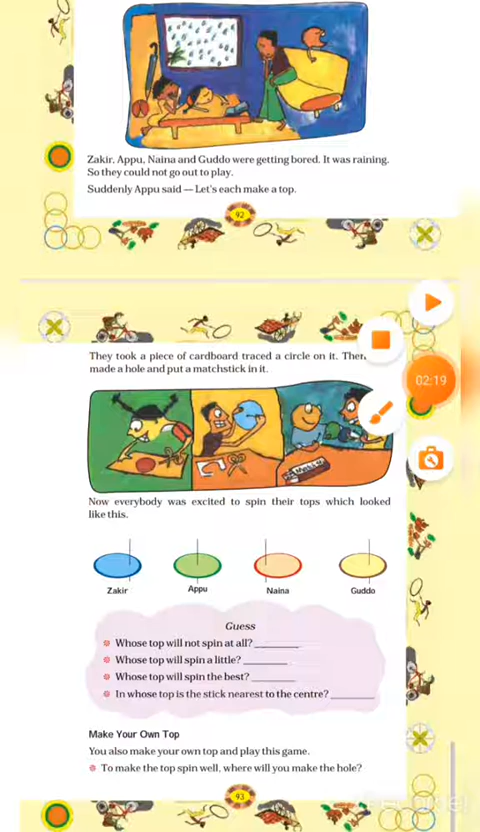 Zakir, Appu, Naina and Guddo were getting bored. It was raining.
So they could not go out to play.
Suddenly Appu said — Let's each make a top.
92
They took a piece of cardboard traced a circle on it. Then
made a hole and put a matchstick in it.
02:19
Now everybody was excited to spin their tops which looked
like this.
Zakir Appu Naina Guddo
Guess
Whose top will not spin at all?
Whose top will spin a little?
Whose top will spin the best?
In whose top is the stick nearest to the centre?
Make Your Own Top
You also make your own top and play this game.
To make the top spin well, where will you make the hole?
93